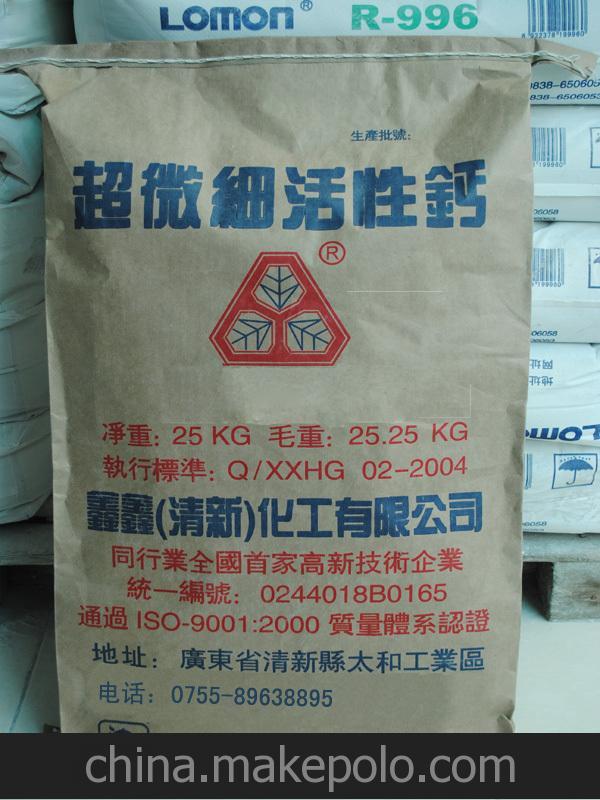 LOMON® R-996
生產批號:
超微細活性鈣
®
凈重: 25 KG 毛重: 25.25 KG
執行標準: Q/XXHG 02-2004
鑫鑫(清新)化工有限公司
同行業全國首家高新技術企業
統一編號: 0244018B0165
通過 ISO-9001:2000 質量體系認證
地址: 廣東省清新縣太和工業區
电话: 0755-89638895
china.makepolo.com